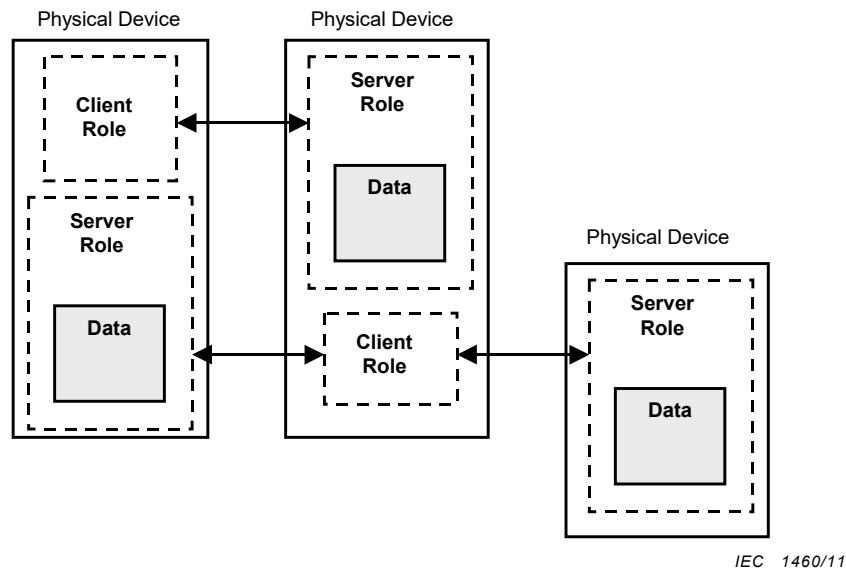 Physical Device
Physical Device
Client
Role
Server
Role
Data
Server
Role
Data
Physical Device
Client
Role
Server
Role
Data
IEC 1460/11